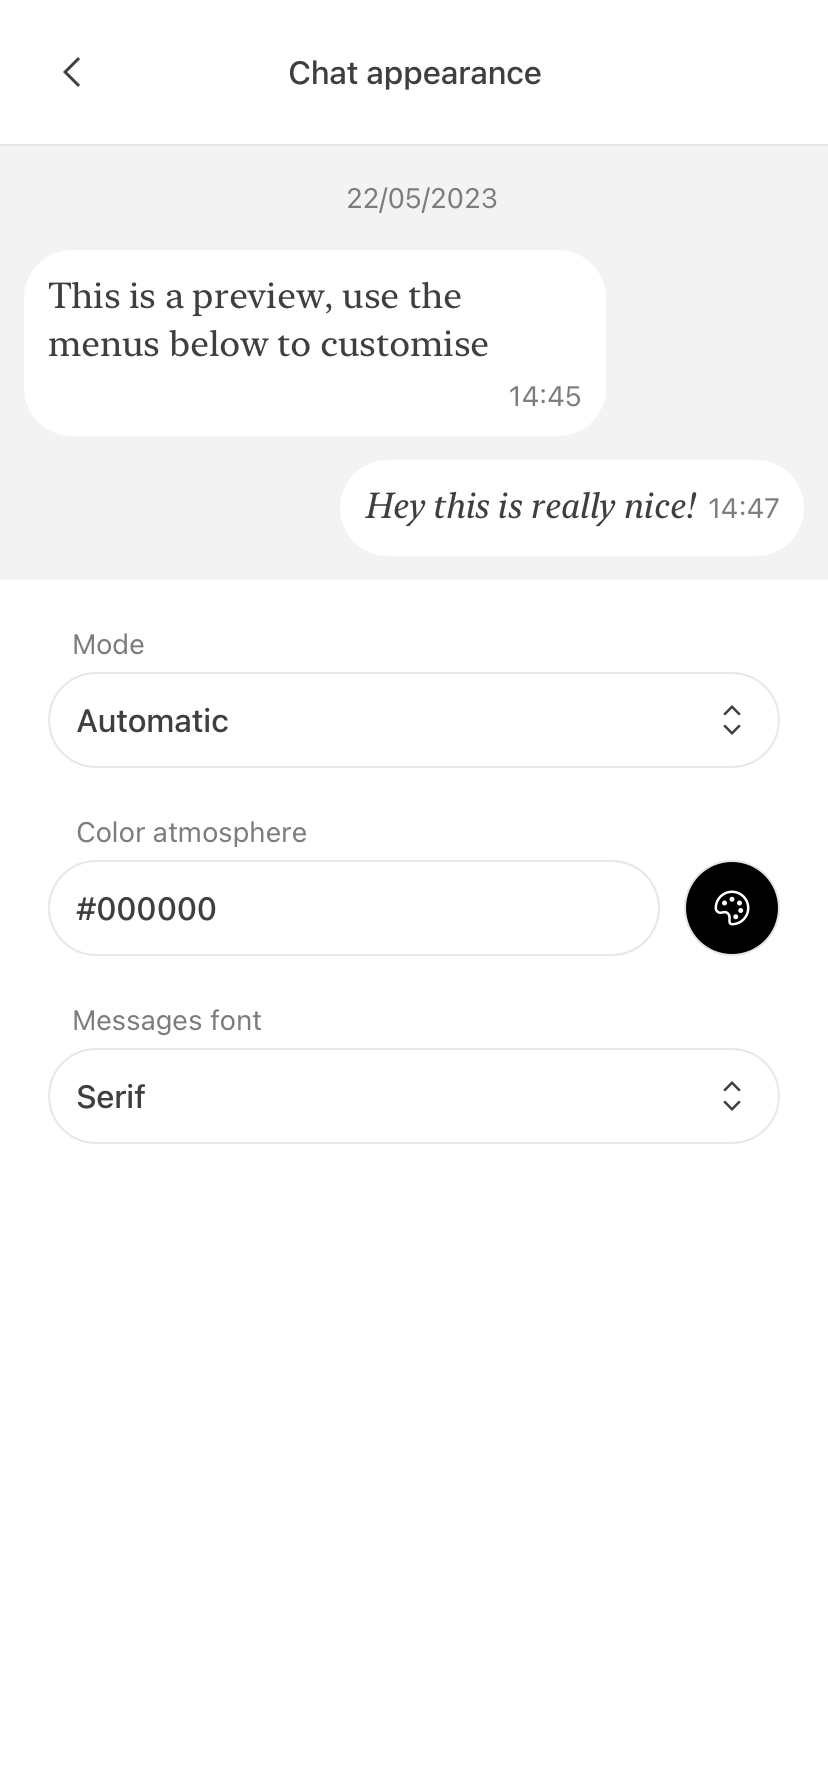 Chat appearance
22/05/2023
This is a preview, use the
menus below to customise
14:45
Hey this is really nice! 14:47
Mode
Automatic
Color atmosphere
#000000
Messages font
Serif